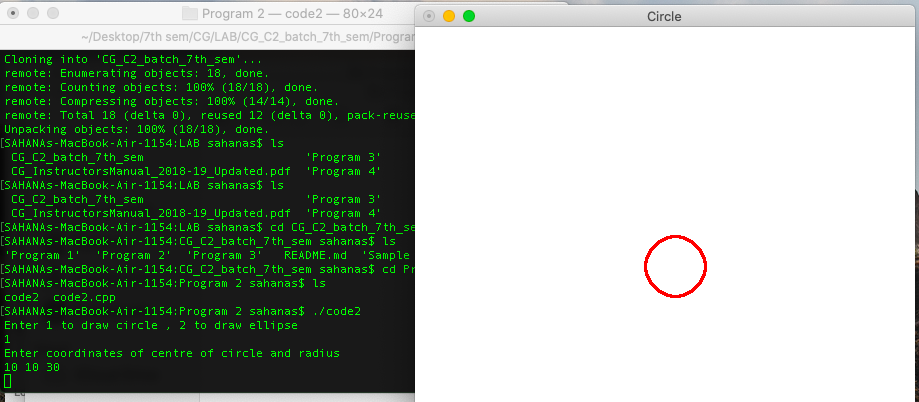 Program 2 — code2 — 80×24
~/Desktop/7th sem/CG/LAB/CG_C2_batch_7th_sem/Program
Cloning into 'CG_C2_batch_7th_sem'...
remote: Enumerating objects: 18, done.
remote: Counting objects: 100% (18/18), done.
remote: Compressing objects: 100% (14/14), done.
remote: Total 18 (delta 0), reused 12 (delta 0), pack-reuse
Unpacking objects: 100% (18/18), done.
[SAHANAs-MacBook-Air-1154:LAB sahanas$ ls
CG_C2_batch_7th_sem 'Program 3'
CG_InstructorsManual_2018-19_Updated.pdf 'Program 4'
[SAHANAs-MacBook-Air-1154:LAB sahanas$ ls
CG_C2_batch_7th_sem 'Program 3'
CG_InstructorsManual_2018-19_Updated.pdf 'Program 4'
[SAHANAs-MacBook-Air-1154:LAB sahanas$ cd CG_C2_batch_7th_se
[SAHANAs-MacBook-Air-1154:CG_C2_batch_7th_sem sahanas$ ls
'Program 1' 'Program 2' 'Program 3' README.md 'Sample
[SAHANAs-MacBook-Air-1154:CG_C2_batch_7th_sem sahanas$ cd Pr
[SAHANAs-MacBook-Air-1154:Program 2 sahanas$ ls
code2 code2.cpp
[SAHANAs-MacBook-Air-1154:Program 2 sahanas$ ./code2
Enter 1 to draw circle , 2 to draw ellipse
1
Enter coordinates of centre of circle and radius
10 10 30
Circle